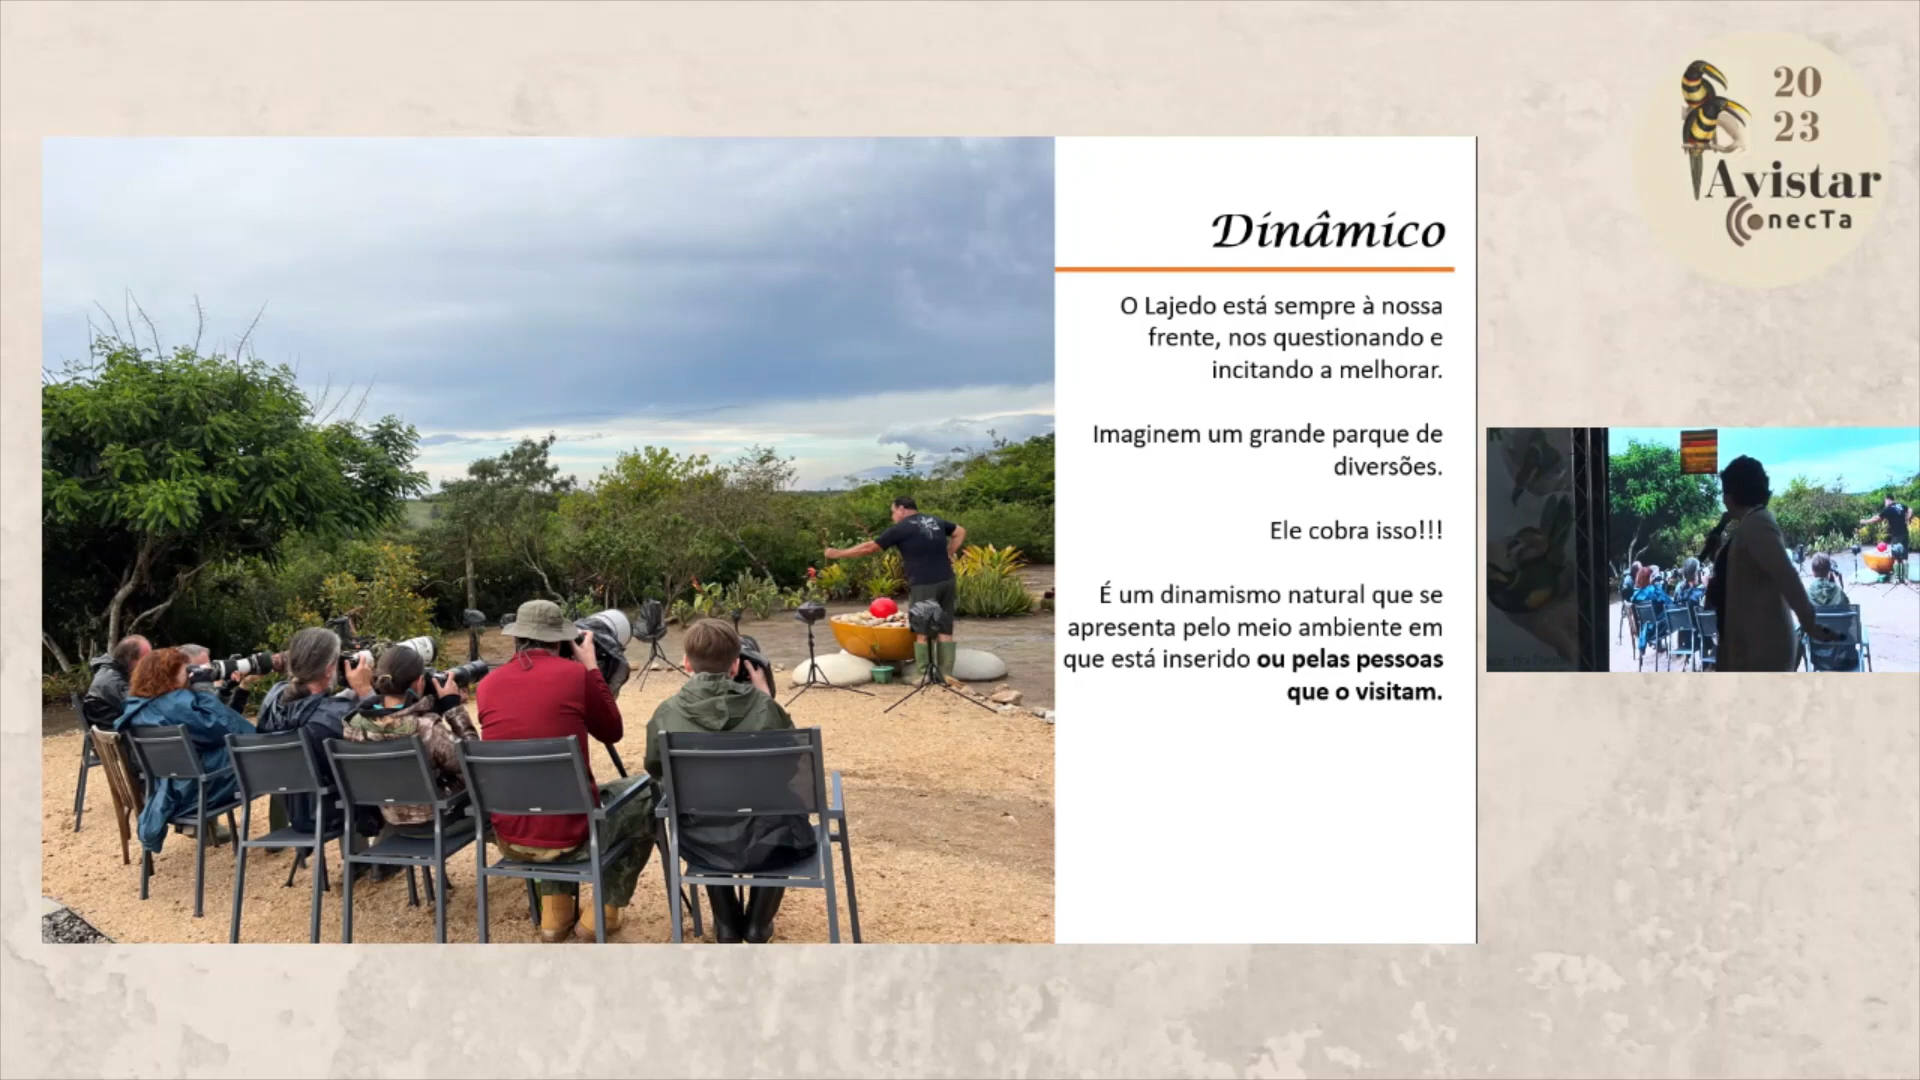 20
23
Avistar
ConecTa
Dinâmico
O Lajedo está sempre à nossa
frente, nos questionando e
incitando a melhorar.
Imaginem um grande parque de
diversões.
Ele cobra isso!!!
É um dinamismo natural que se
apresenta pelo meio ambiente em
que está inserido ou pelas pessoas
que o visitam.